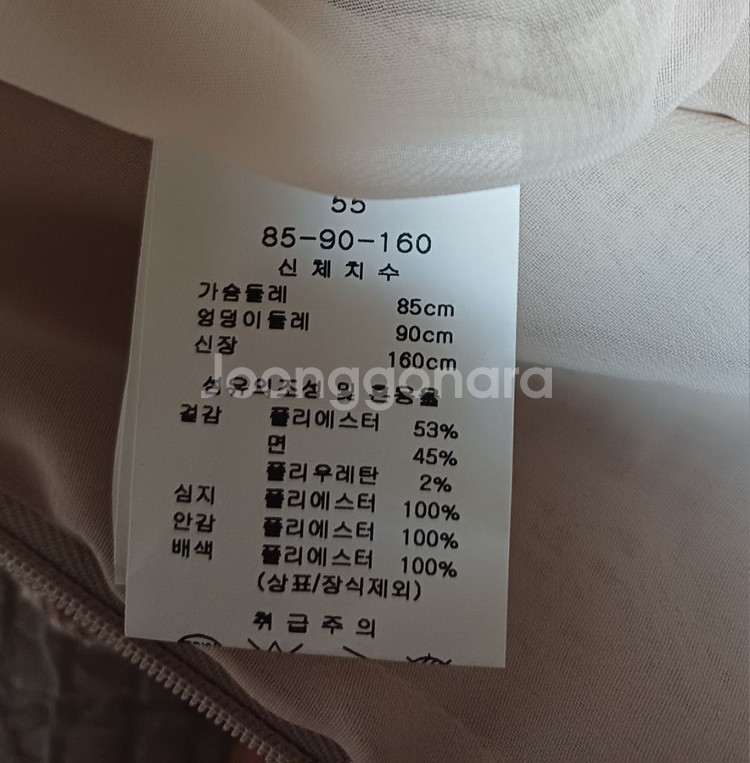 55
85-90-160
신체치수
가슴둘레 85cm
엉덩이둘레 90cm
신장 160cm
Joonggonara
섬유의조성 및 혼용율
겉감 폴리에스터 53%
면 45%
폴리우레탄 2%
심지 폴리에스터 100%
안감 폴리에스터 100%
배색 폴리에스터 100%
(상표/장식제외)
취급주의